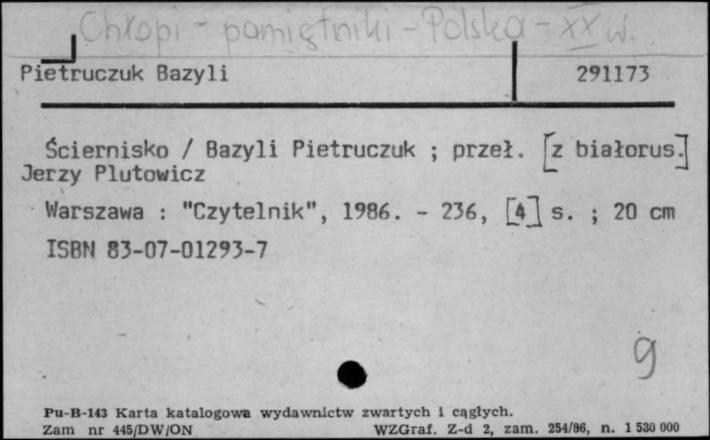 Chłopi - pamiętniki - Polska - XX w.
Pietruczuk Bazyli 291173
Ściernisko / Bazyli Pietruczuk ; przeł. [z białorus.]
Jerzy Plutowicz
Warszawa : "Czytelnik", 1986. - 236, [4] s. ; 20 cm
ISBN 83-07-01293-7
9
Pu-B-143 Karta katalogowa wydawnictw zwartych i ciągłych.
Zam nr 445/DW/ON WZGraf. Z-d 2, zam. 254/86, n. 1 530 000